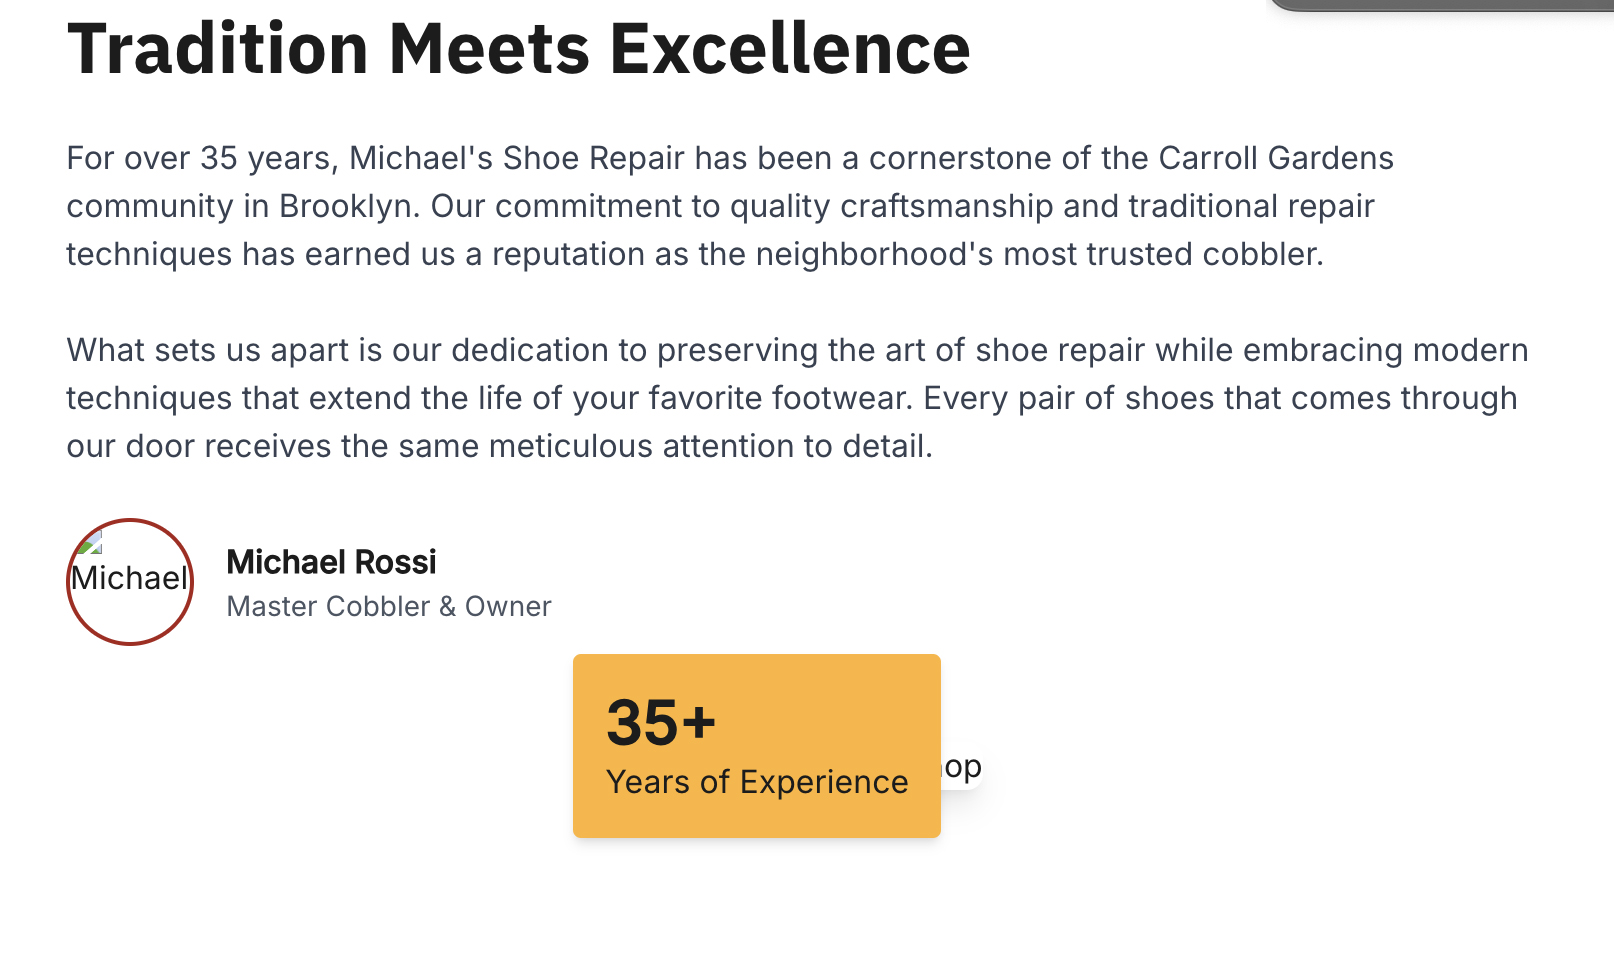 Tradition Meets Excellence
For over 35 years, Michael's Shoe Repair has been a cornerstone of the Carroll Gardens
community in Brooklyn. Our commitment to quality craftsmanship and traditional repair
techniques has earned us a reputation as the neighborhood's most trusted cobbler.
What sets us apart is our dedication to preserving the art of shoe repair while embracing modern
techniques that extend the life of your favorite footwear. Every pair of shoes that comes through
our door receives the same meticulous attention to detail.
Michael
Michael Rossi
Master Cobbler & Owner
35+
Years of Experience